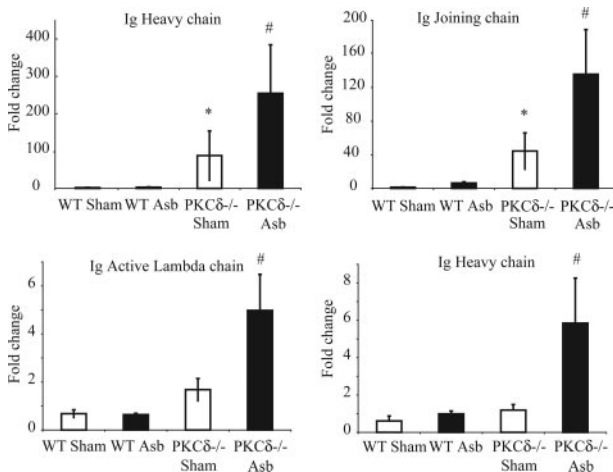 Ig Heavy chain
#
400
300
*
200
100
0
Fold change
WT Sham WT Asb PKCδ-/- PKCδ-/-
Sham Asb
Ig Joining chain
#
200
160
120
*
80
40
0
Fold change
WT Sham WT Asb PKCδ-/- PKCδ-/-
Sham Asb
Ig Active Lambda chain
#
6
4
2
0
Fold change
WT Sham WT Asb PKCδ-/- PKCδ-/-
Sham Asb
Ig Heavy chain
#
8
6
4
2
0
Fold change
WT Sham WT Asb PKCδ-/- PKCδ-/-
Sham Asb